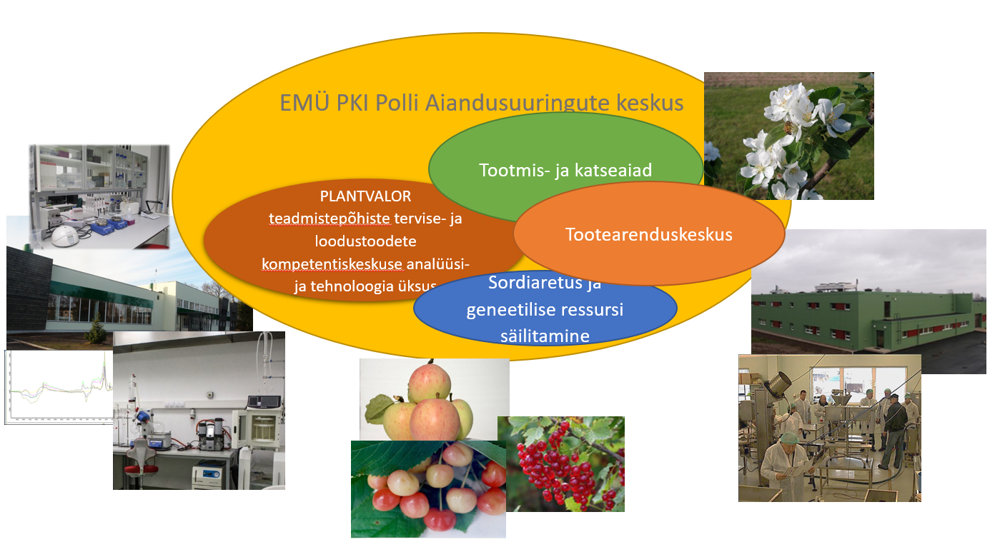 EMÜ PKI Polli Aiandusuuringute keskus
Tootmis- ja katseaiad
PLANTVALOR
teadmistepõhiste tervise- ja
loodustoodete
kompetentiskeskuse analüüsi-
ja tehnoloogia üksus
Tootearenduskeskus
Sordiaretus ja
geneetilise ressursi
säilitamine